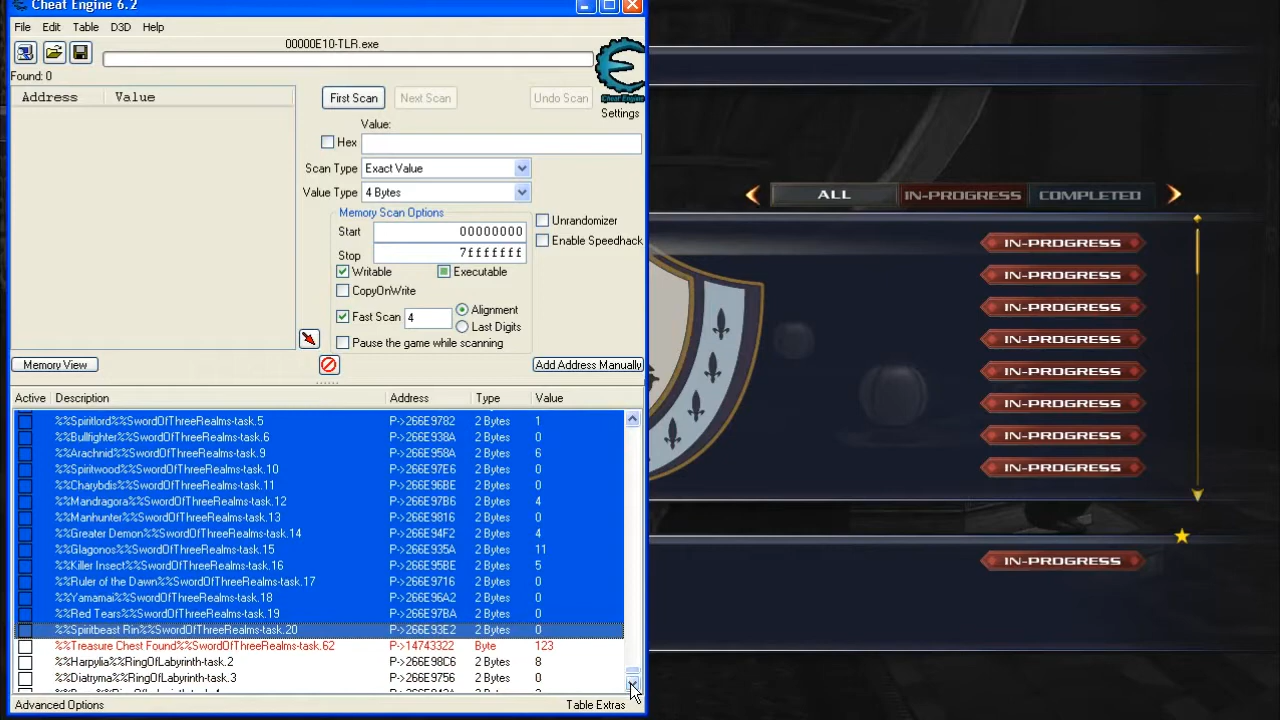 Cheat Engine 6.2
File Edit Table D3D Help
00000E10-TLR.exe
Found: 0
Address Value
First Scan Next Scan Undo Scan
Cheat Engine
Settings
Value:
Hex
Scan Type Exact Value
Value Type 4 Bytes
Memory Scan Options
Start 00000000
Stop 7fffffff
Unrandomizer
Enable Speedhack
Writable Executable
CopyOnWrite
Fast Scan 4 Alignment
Last Digits
Pause the game while scanning
Memory View Add Address Manually
Active Description Address Type Value
%%Spiritlord%%SwordOfThreeRealms-task.5 P->266E9782 2 Bytes 1
%%Bullfighter%%SwordOfThreeRealms-task.6 P->266E938A 2 Bytes 0
%%Arachnid%%SwordOfThreeRealms-task.9 P->266E958A 2 Bytes 6
%%Spiritwood%%SwordOfThreeRealms-task.10 P->266E97E6 2 Bytes 0
%%Charybdis%%SwordOfThreeRealms-task.11 P->266E96BE 2 Bytes 0
%%Mandragora%%SwordOfThreeRealms-task.12 P->266E97B6 2 Bytes 4
%%Manhunter%%SwordOfThreeRealms-task.13 P->266E9816 2 Bytes 0
%%Greater Demon%%SwordOfThreeRealms-task.14 P->266E94F2 2 Bytes 4
%%Glagonos%%SwordOfThreeRealms-task.15 P->266E935A 2 Bytes 11
%%Killer Insect%%SwordOfThreeRealms-task.16 P->266E95BE 2 Bytes 5
%%Ruler of the Dawn%%SwordOfThreeRealms-task.17 P->266E9716 2 Bytes 0
%%Yamamai%%SwordOfThreeRealms-task.18 P->266E96A2 2 Bytes 0
%%Red Tears%%SwordOfThreeRealms-task.19 P->266E97BA 2 Bytes 0
%%Spiritbeast Rin%%SwordOfThreeRealms-task.20 P->266E93E2 2 Bytes 0
%%Treasure Chest Found%%SwordOfThreeRealms-task.62 P->14743322 Byte 123
%%Harpylia%%RingOfLabyrinth-task.2 P->266E98C6 2 Bytes 8
%%Diatryma%%RingOfLabyrinth-task.3 P->266E9756 2 Bytes 0
Advanced Options Table Extras
ALL IN-PROGRESS COMPLETED
IN-PROGRESS
IN-PROGRESS
IN-PROGRESS
IN-PROGRESS
IN-PROGRESS
IN-PROGRESS
IN-PROGRESS
IN-PROGRESS
IN-PROGRESS